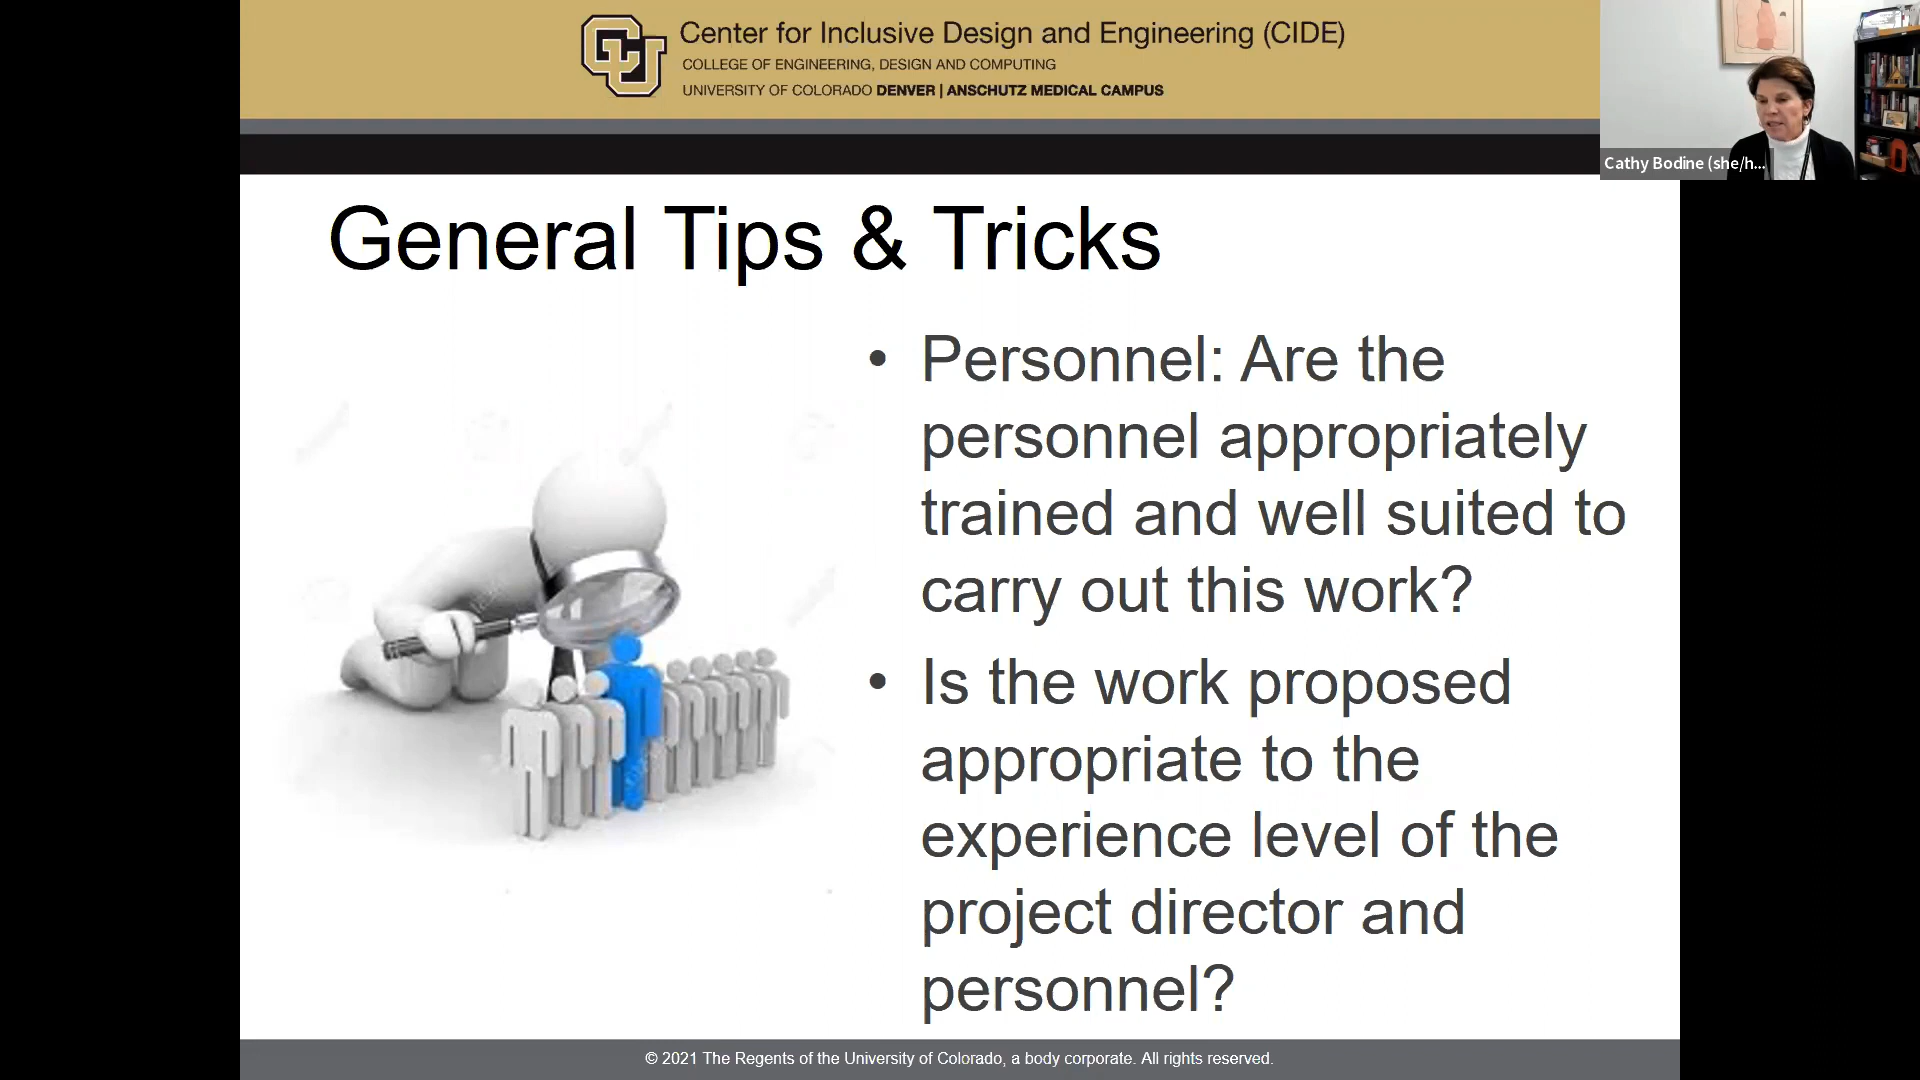 Center for Inclusive Design and Engineering (CIDE)
COLLEGE OF ENGINEERING, DESIGN AND COMPUTING
UNIVERSITY OF COLORADO DENVER | ANSCHUTZ MEDICAL CAMPUS
Cathy Bodine (she/h...
General Tips & Tricks
• Personnel: Are the
personnel appropriately
trained and well suited to
carry out this work?
• Is the work proposed
appropriate to the
experience level of the
project director and
personnel?
© 2021 The Regents of the University of Colorado, a body corporate. All rights reserved.